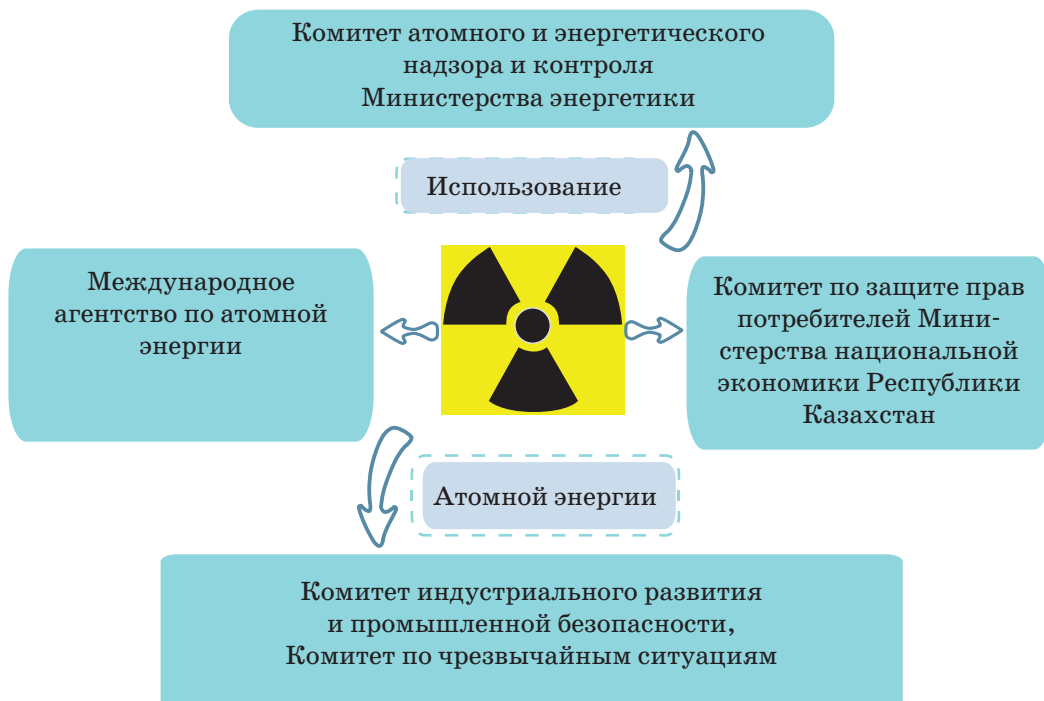 Комитет атомного и энергетического
надзора и контроля
Министерства энергетики
Использование
Международное
агентство по атомной
энергии
Комитет по защите прав
потребителей Мини-
стерства национальной
экономики Республики
Казахстан
Атомной энергии
Комитет индустриального развития
и промышленной безопасности,
Комитет по чрезвычайным ситуациям